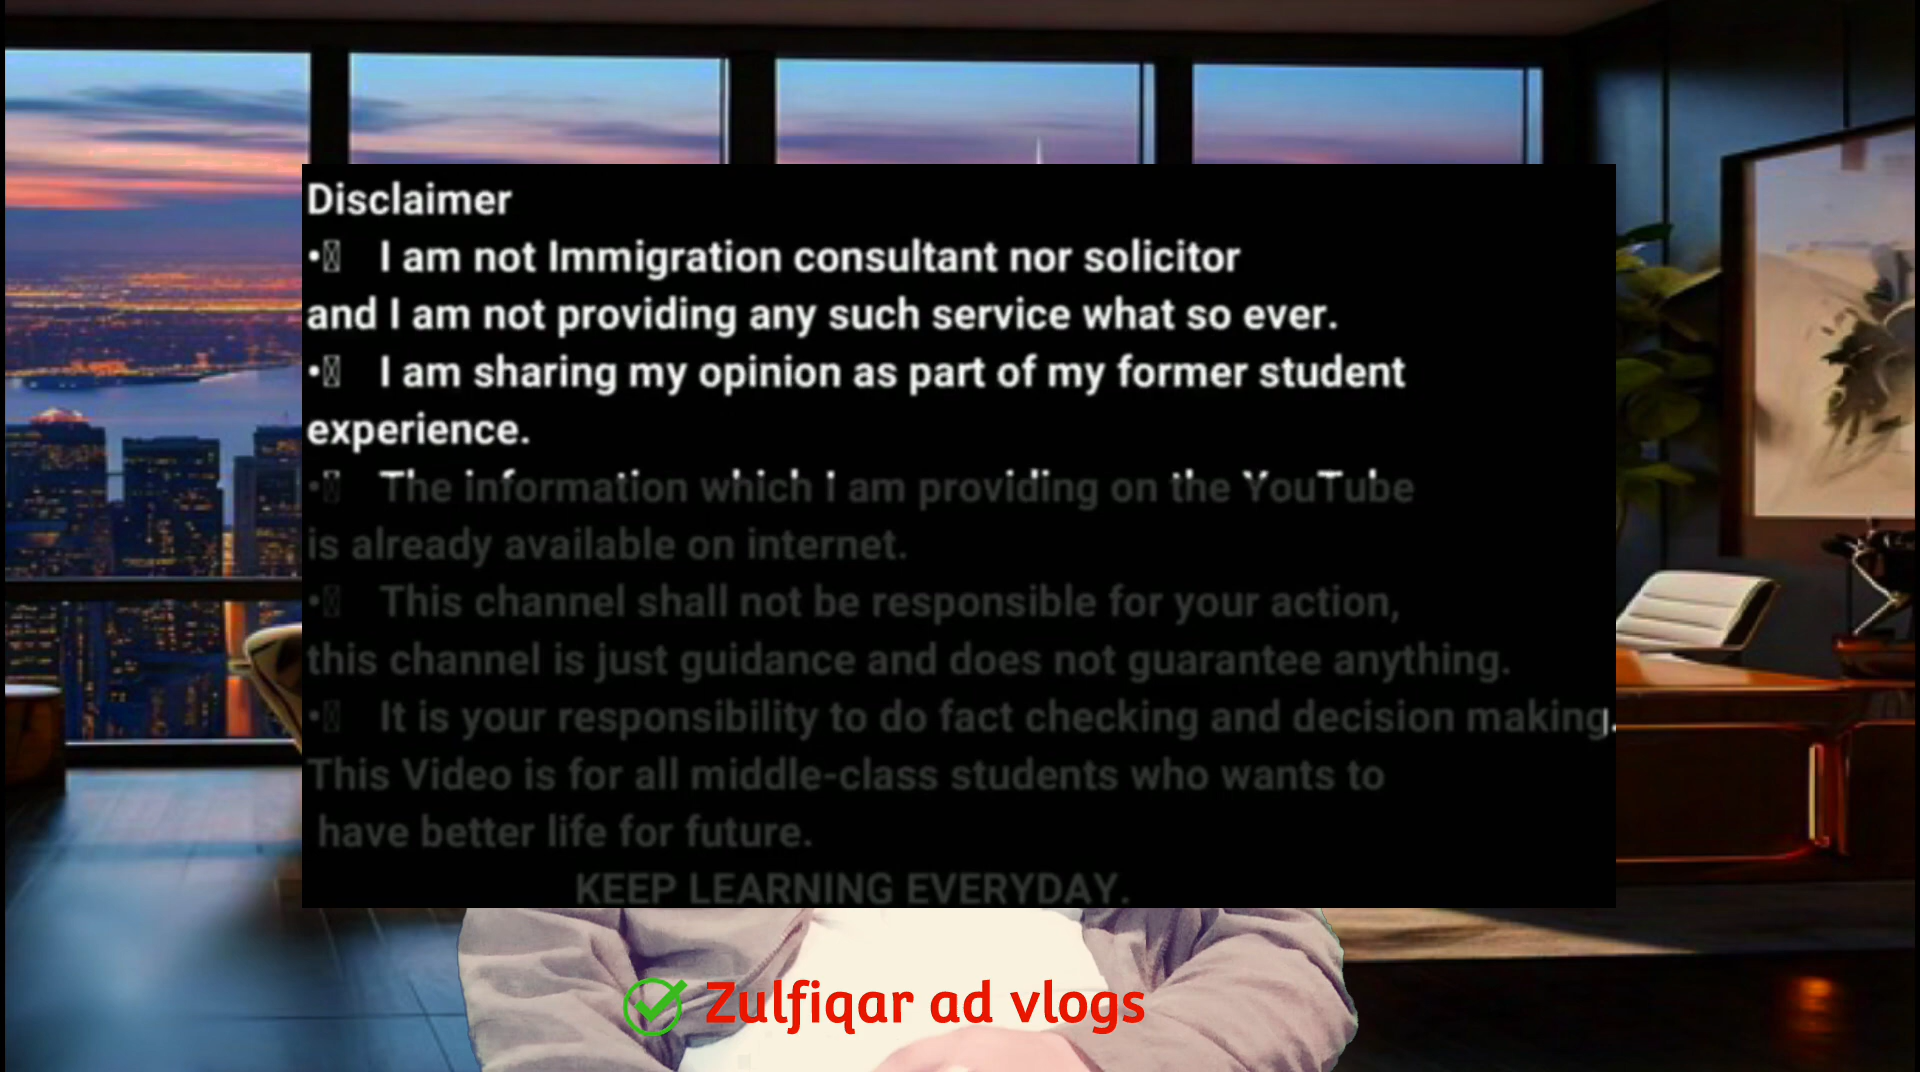 Disclaimer
• I am not Immigration consultant nor solicitor
and I am not providing any such service what so ever.
• I am sharing my opinion as part of my former student
experience.
• The information which I am providing on the YouTube
is already available on internet.
• This channel shall not be responsible for your action,
this channel is just guidance and does not guarantee anything.
• It is your responsibility to do fact checking and decision making.
This Video is for all middle-class students who wants to
have better life for future.
KEEP LEARNING EVERYDAY.
Zulfiqar ad vlogs